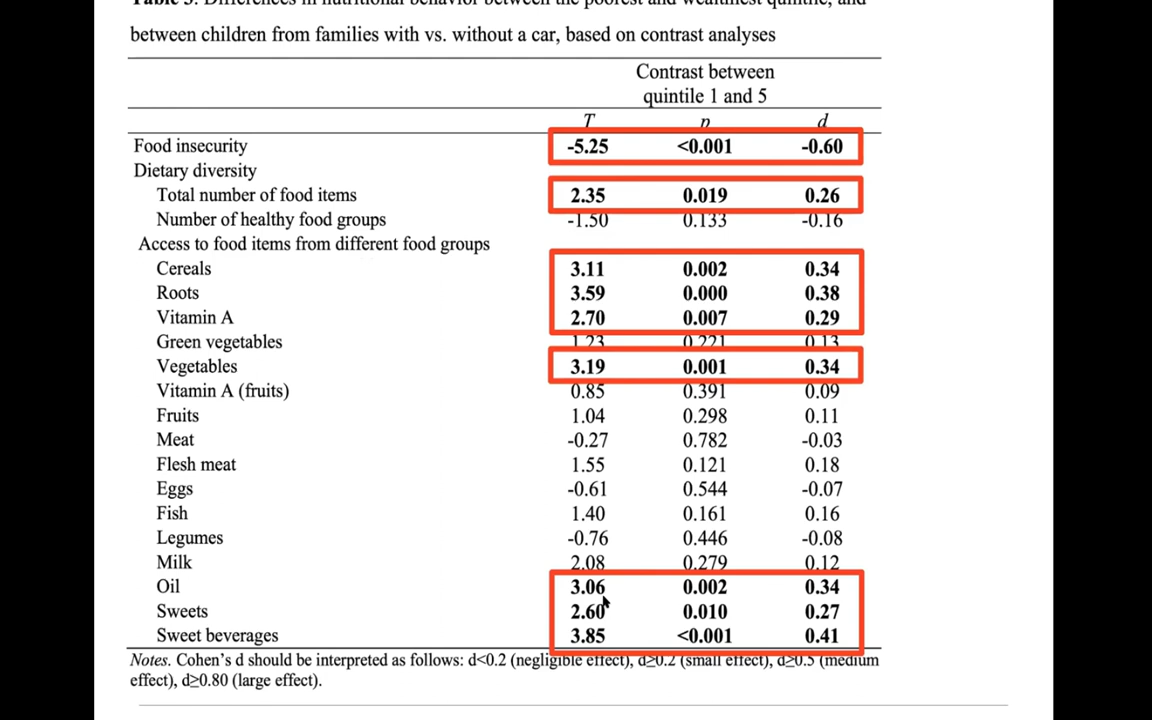 between children from families with vs. without a car, based on contrast analyses
Contrast between
quintile 1 and 5
T p d
Food insecurity -5.25 <0.001 -0.60
Dietary diversity
Total number of food items 2.35 0.019 0.26
Number of healthy food groups -1.50 0.133 -0.16
Access to food items from different food groups
Cereals 3.11 0.002 0.34
Roots 3.59 0.000 0.38
Vitamin A 2.70 0.007 0.29
Green vegetables 1.23 0.221 0.13
Vegetables 3.19 0.001 0.34
Vitamin A (fruits) 0.85 0.391 0.09
Fruits 1.04 0.298 0.11
Meat -0.27 0.782 -0.03
Flesh meat 1.55 0.121 0.18
Eggs -0.61 0.544 -0.07
Fish 1.40 0.161 0.16
Legumes -0.76 0.446 -0.08
Milk 2.08 0.279 0.12
Oil 3.06 0.002 0.34
Sweets 2.60 0.010 0.27
Sweet beverages 3.85 <0.001 0.41
Notes. Cohen's d should be interpreted as follows: d<0.2 (negligible effect), d≥0.2 (small effect), d≥0.5 (medium
effect), d≥0.80 (large effect).